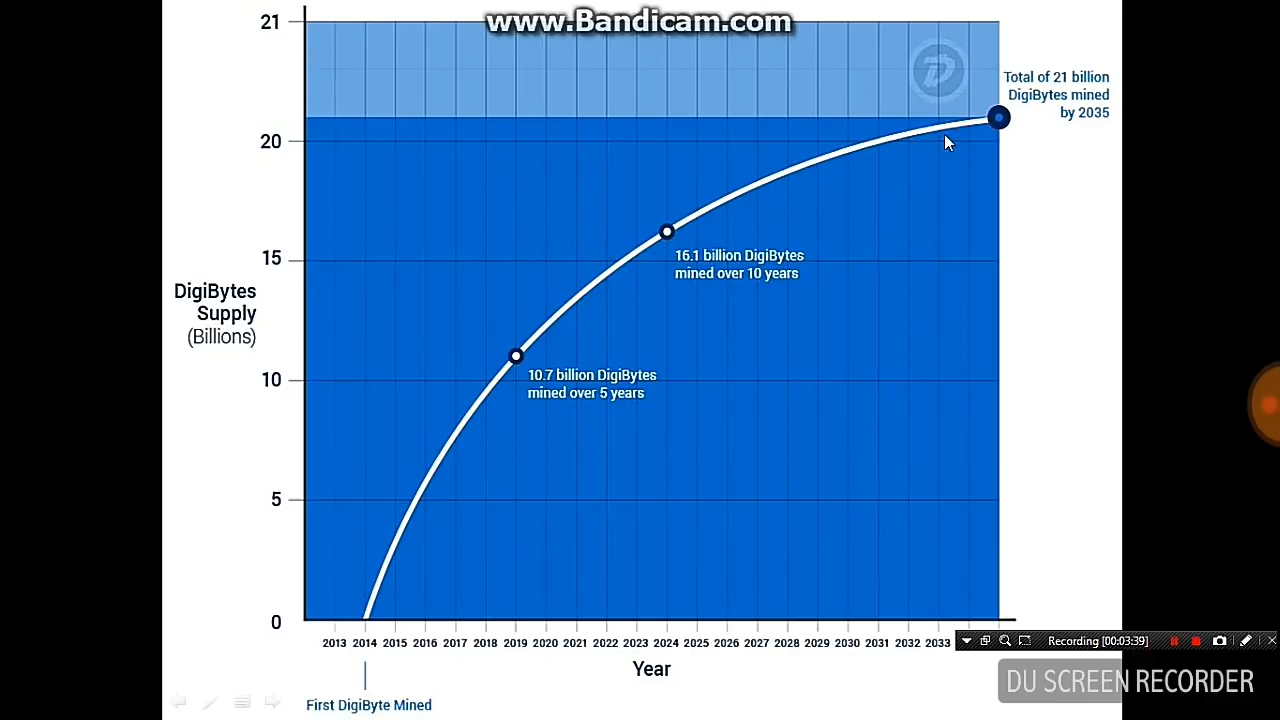 www.Bandicam.com
21
Total of 21 billion
DigiBytes mined
by 2035
20
16.1 billion DigiBytes
mined over 10 years
15
DigiBytes
Supply
(Billions)
10.7 billion DigiBytes
mined over 5 years
10
5
0
2013 2014 2015 2016 2017 2018 2019 2020 2021 2022 2023 2024 2025 2026 2027 2028 2029 2030 2031 2032 2033
Recording [00:03:39]
Year
DU SCREEN RECORDER
First DigiByte Mined